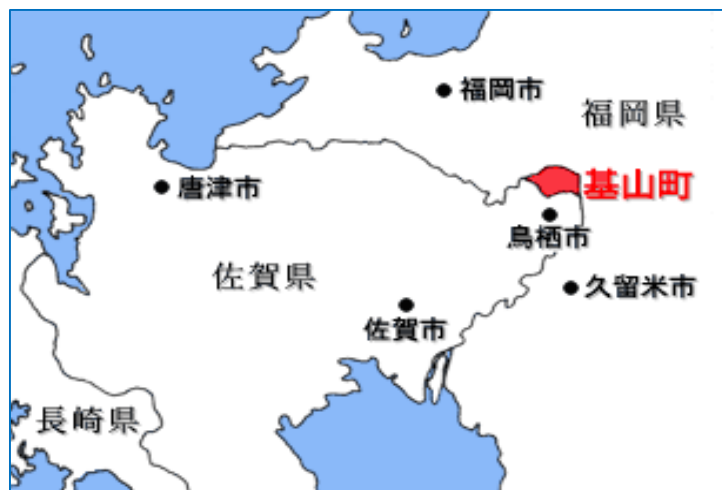 福岡市
福岡県
唐津市
基山町
鳥栖市
佐賀県
久留米市
佐賀市
長崎県